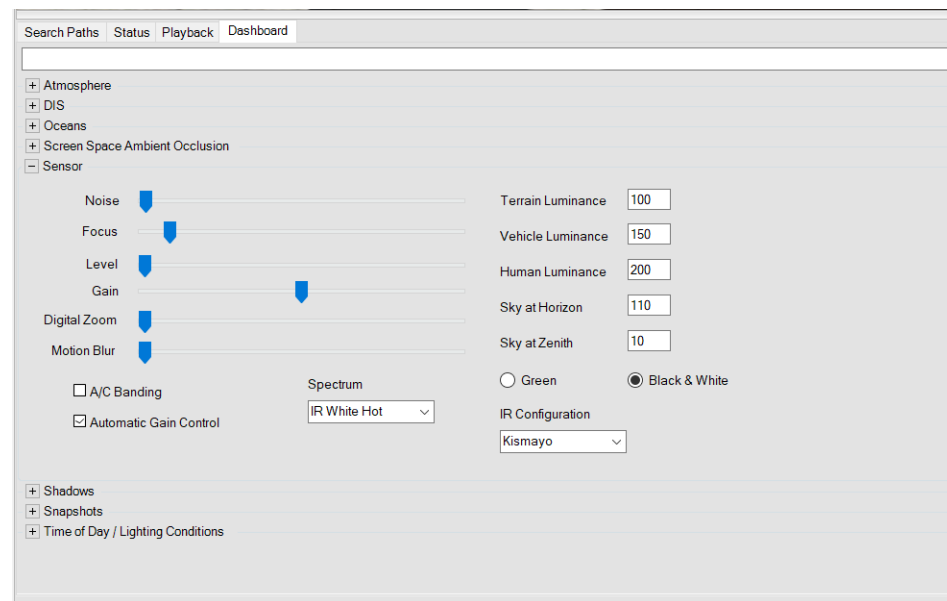 Search Paths Status Playback Dashboard
Atmosphere
DIS
Oceans
Screen Space Ambient Occlusion
Sensor
Noise
Focus
Level
Gain
Digital Zoom
Motion Blur
A/C Banding
Automatic Gain Control
Spectrum
IR White Hot
Terrain Luminance 100
Vehicle Luminance 150
Human Luminance 200
Sky at Horizon 110
Sky at Zenith 10
Green Black & White
IR Configuration
Kismayo
Shadows
Snapshots
Time of Day / Lighting Conditions